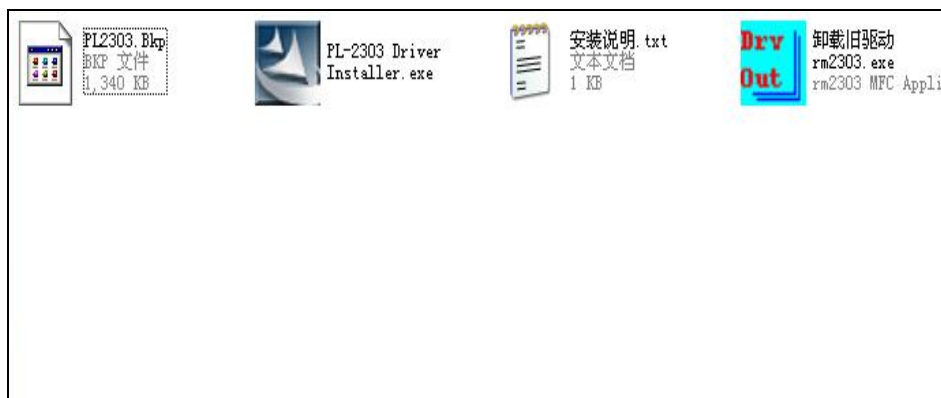 PL2303.Bkp
BKP 文件
1,340 KB
PL-2303 Driver
Installer.exe
安装说明.txt
文本文档
1 KB
Drv
Out
卸载旧驱动
rm2303.exe
rm2303 MFC Appli